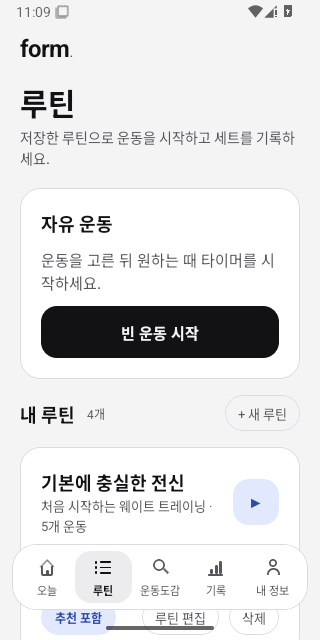 11:09
form.
루틴
저장한 루틴으로 운동을 시작하고 세트를 기록하
세요.
자유 운동
운동을 고른 뒤 원하는 때 타이머를 시
작하세요.
빈 운동 시작
내 루틴 4개 + 새 루틴
기본에 충실한 전신
처음 시작하는 웨이트 트레이닝 ·
5개 운동
오늘 루틴 운동도감 기록 내 정보
추천 포함 루틴 편집 삭제